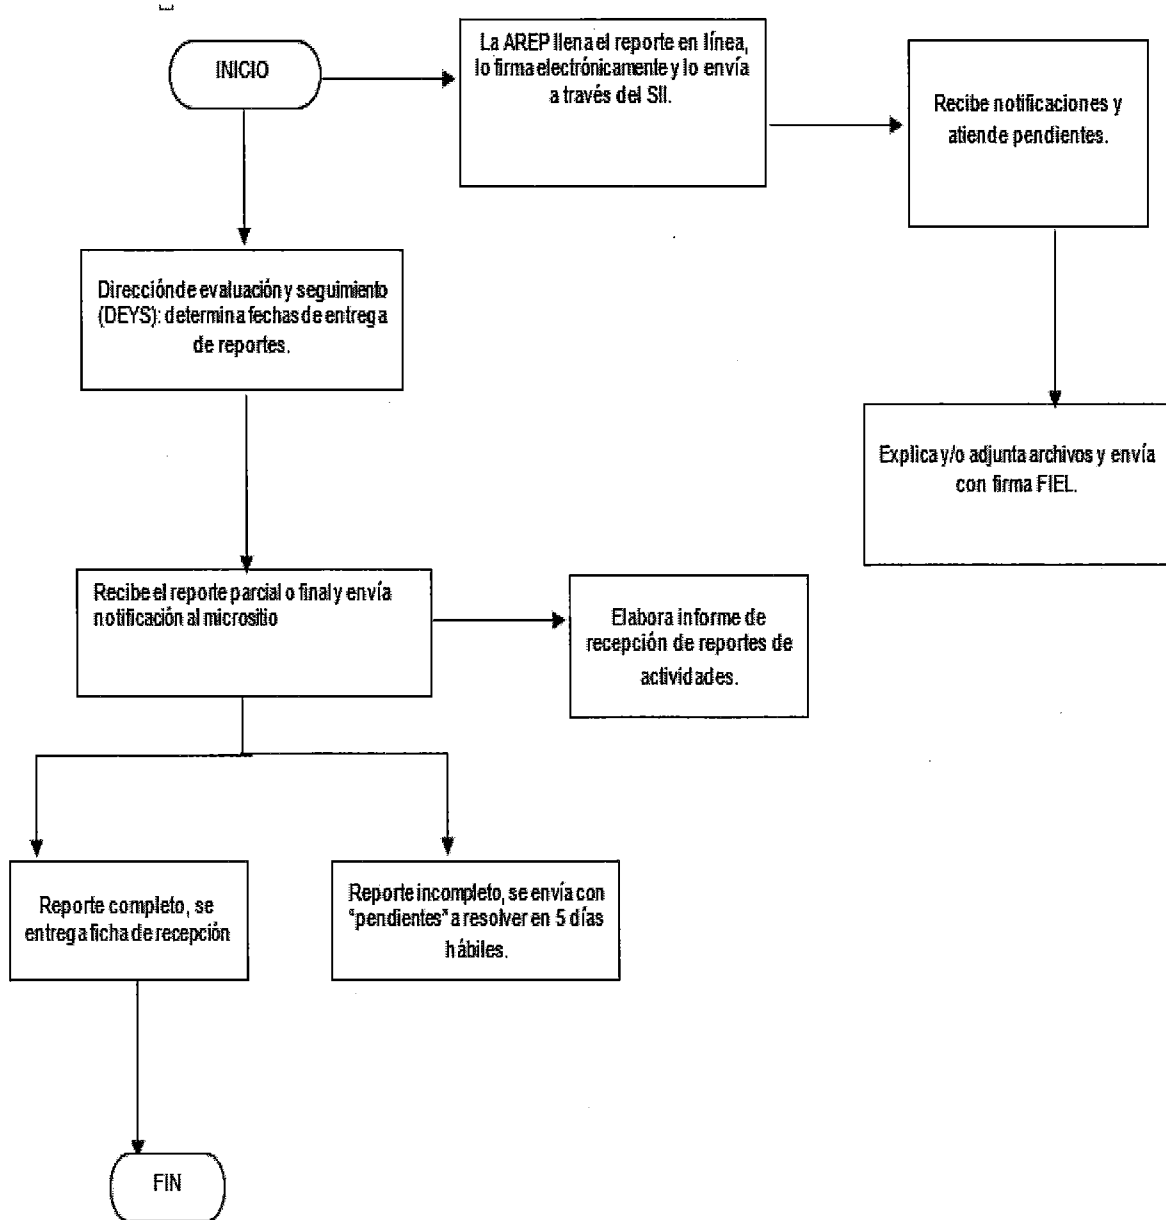 INICIO
La AREP llena el reporte en línea,
lo firma electrónicamente y lo envía
a través del SII.
Recibe notificaciones y
atiende pendientes.
Dirección de evaluación y seguimiento
(DEYS): determina fechas de entrega
de reportes.
Explica y/o adjunta archivos y envía
con firma FIEL.
Recibe el reporte parcial o final y envía
notificación al micrositio
Elabora informe de
recepción de reportes de
actividades.
Reporte completo, se
entrega ficha de recepción
Reporte incompleto, se envía con
"pendientes" a resolver en 5 días
hábiles.
FIN